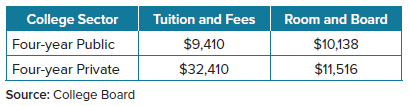 College Sector Tuition and Fees Room and Board
Four-year Public $9,410 $10,138
Four-year Private $32,410 $11,516
Source: College Board